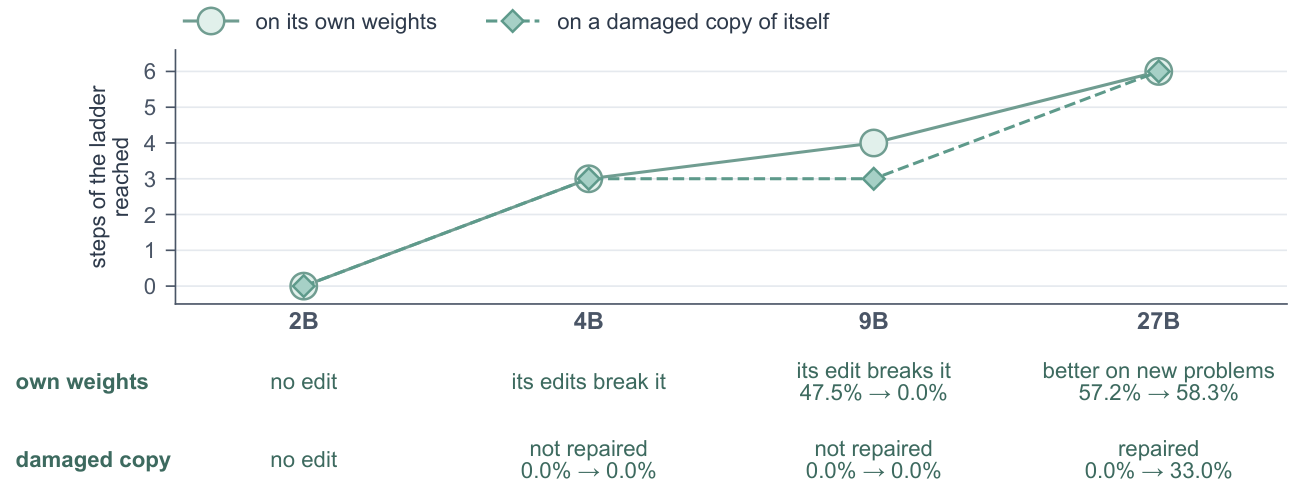 on its own weights
on a damaged copy of itself
steps of the ladder
reached
6
5
4
3
2
1
0
2B
4B
9B
27B
own weights
no edit
its edits break it
its edit breaks it
47.5% → 0.0%
better on new problems
57.2% → 58.3%
damaged copy
no edit
not repaired
0.0% → 0.0%
not repaired
0.0% → 0.0%
repaired
0.0% → 33.0%